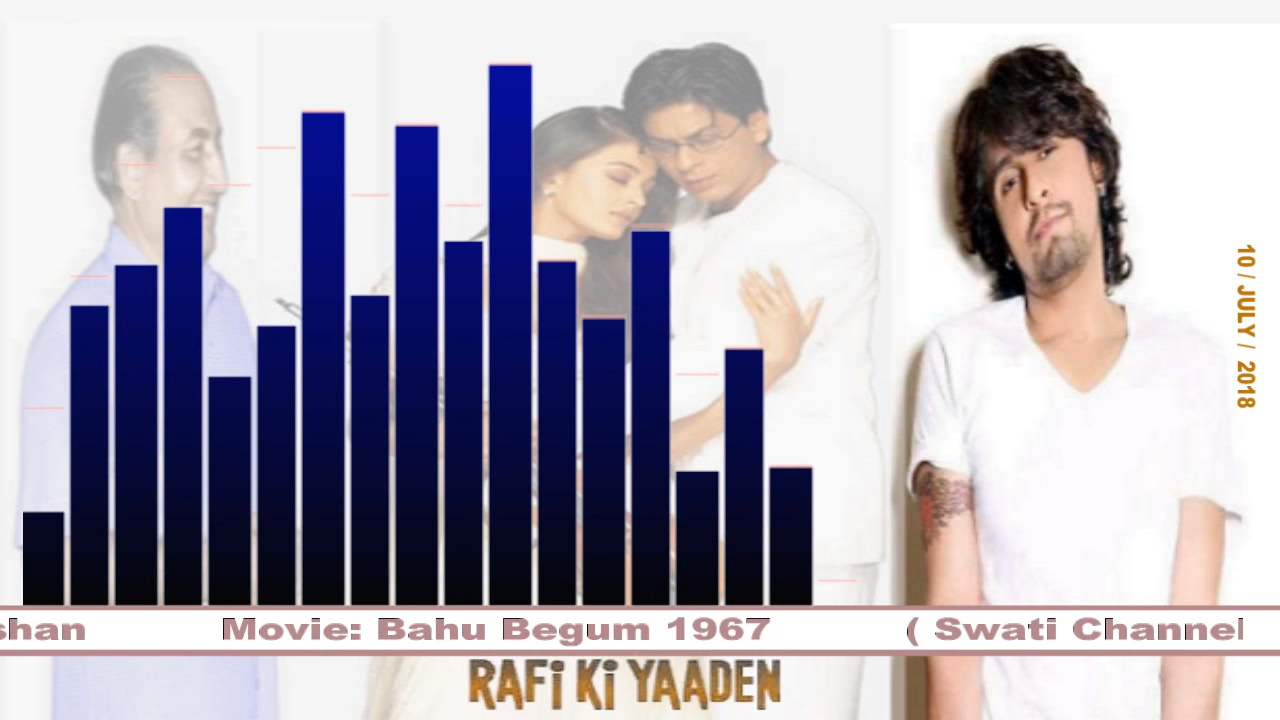 10 / JULY / 2018
shan Movie: Bahu Begum 1967 ( Swati Channel
RAFi Ki YAADEN